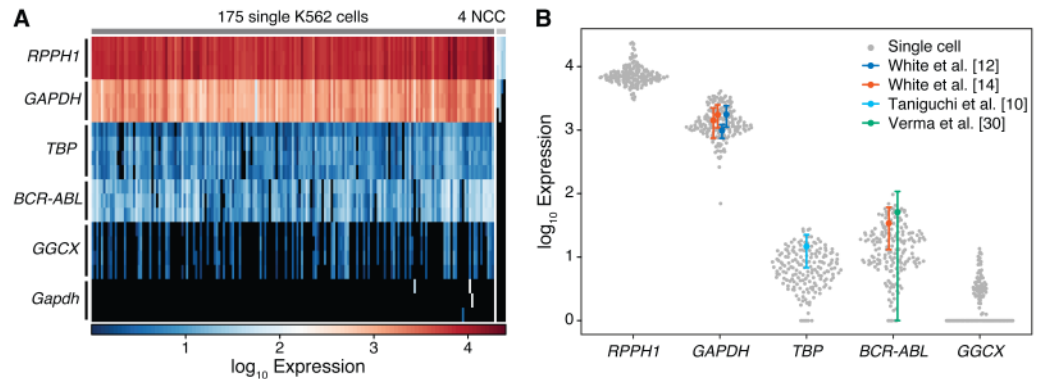 A
175 single K562 cells
4 NCC
RPPH1
GAPDH
TBP
BCR-ABL
GGCX
Gapdh
1
2
3
4
log10 Expression
B
Single cell
White et al. [12]
White et al. [14]
Taniguchi et al. [10]
Verma et al. [30]
4
3
2
1
0
log10 Expression
RPPH1
GAPDH
TBP
BCR-ABL
GGCX